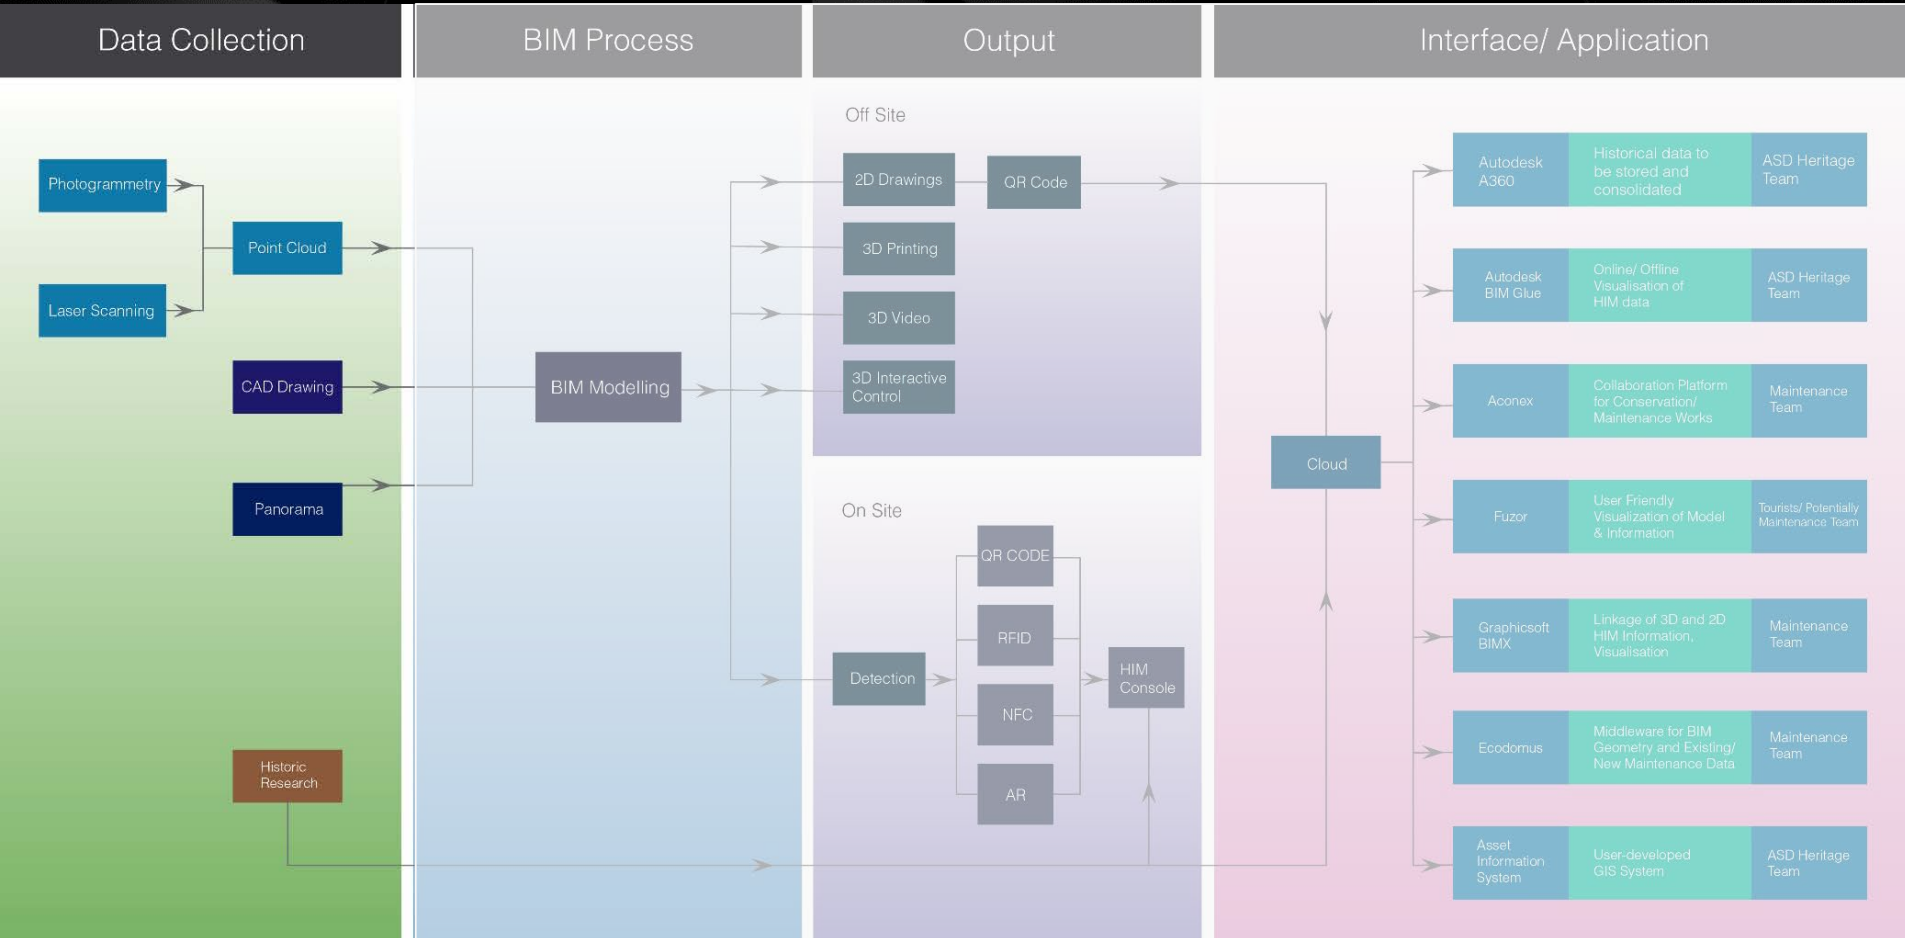 Data Collection
BIM Process
Output
Interface/ Application
Photogrammetry
Point Cloud
Laser Scanning
CAD Drawing
Panorama
Historic
Research
BIM Modelling
Off Site
2D Drawings
QR Code
3D Printing
3D Video
3D Interactive
Control
On Site
Detection
QR CODE
RFID
NFC
AR
HIM
Console
Cloud
Autodesk
A360
Historical data to
be stored and
consolidated
ASD Heritage
Team
Autodesk
BIM Glue
Online/ Offline
Visualisation of
HIM data
ASD Heritage
Team
Aconex
Collaboration Platform
for Conservation/
Maintenance Works
Maintenance
Team
Fuzor
User Friendly
Visualization of Model
& Information
Tourists/ Potentially
Maintenance Team
Graphicsoft
BIMX
Linkage of 3D and 2D
HIM Information,
Visualisation
Maintenance
Team
Ecodomus
Middleware for BIM
Geometry and Existing/
New Maintenance Data
Maintenance
Team
Asset
Information
System
User-developed
GIS System
ASD Heritage
Team